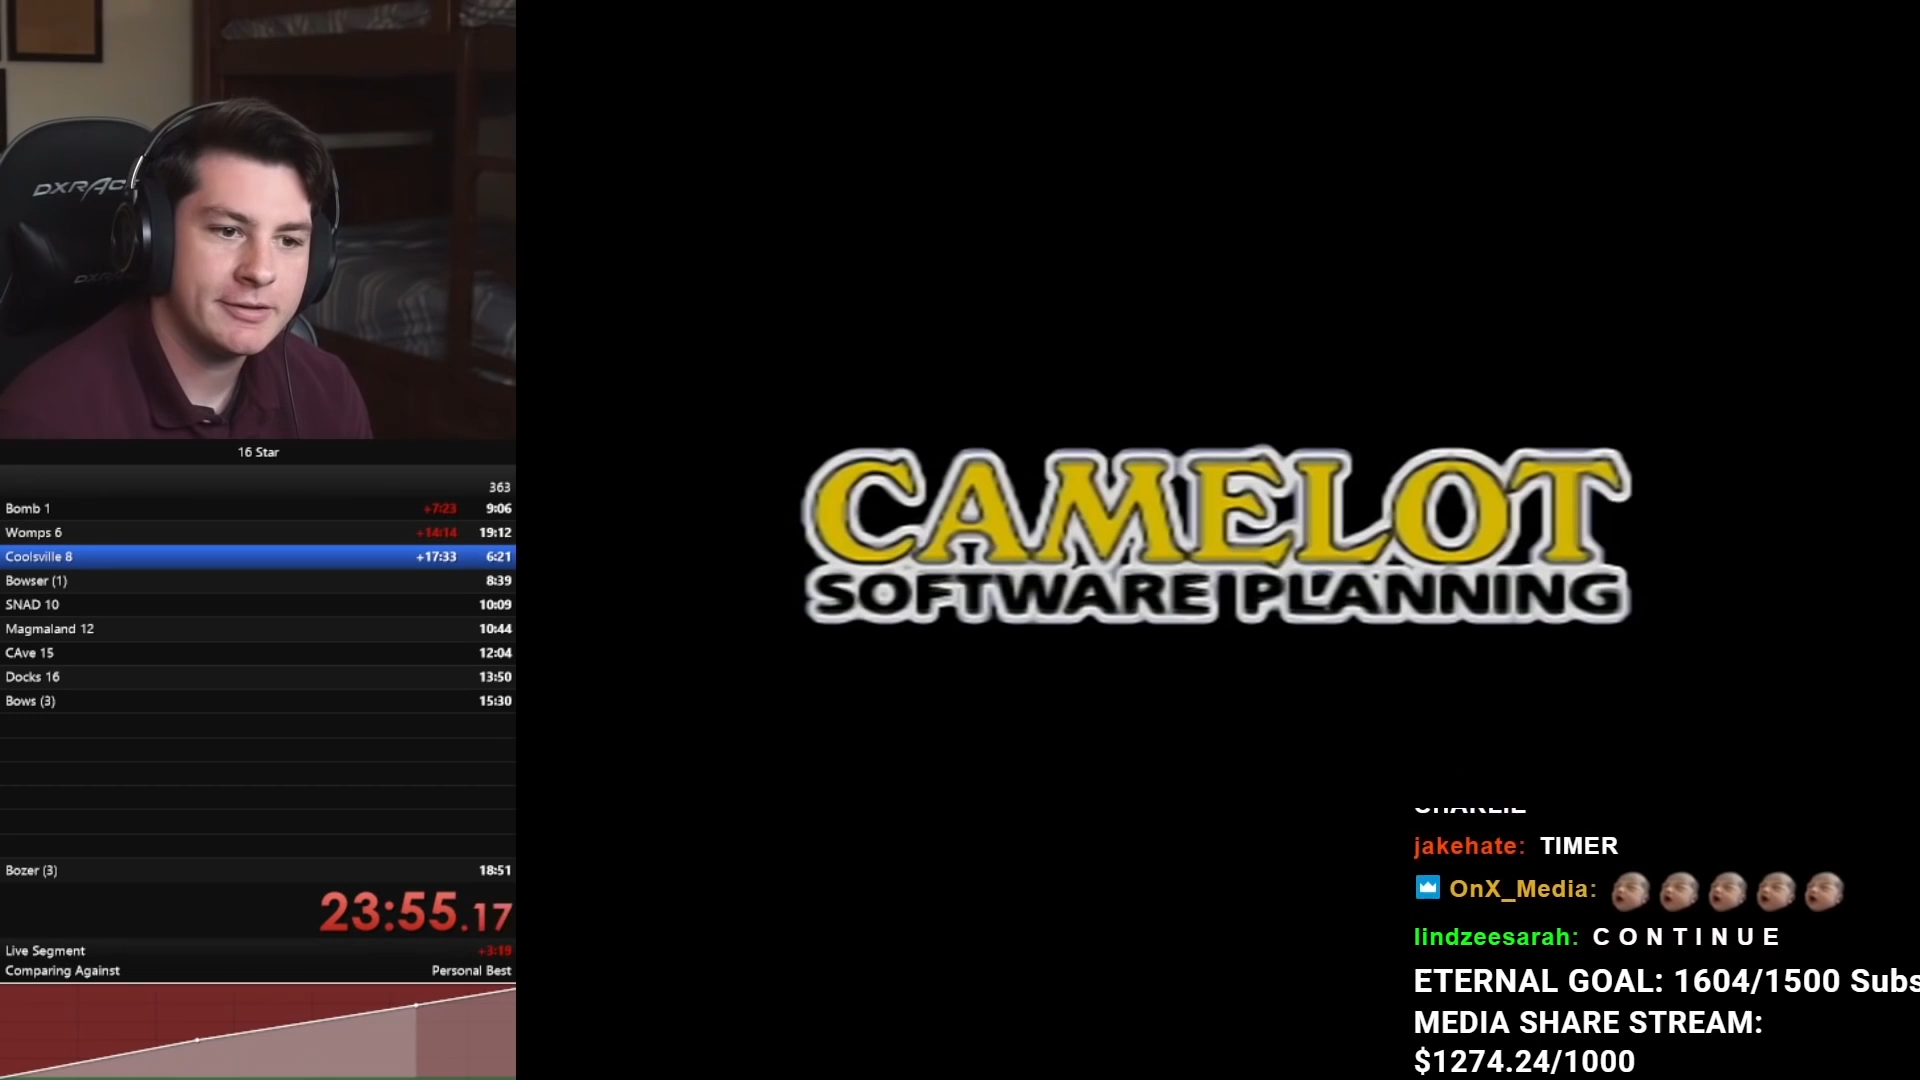 DXRAC
DXRA
16 Star
363
Bomb 1 +7:23 9:06
Womps 6 +14:14 19:12
Coolsville 8 +17:33 6:21
Bowser (1) 8:39
SNAD 10 10:09
Magmaland 12 10:44
CAve 15 12:04
Docks 16 13:50
Bows (3) 15:30
Bozer (3) 18:51
23:55.17
Live Segment +3:19
Comparing Against Personal Best
CAMELOT
SOFTWARE PLANNING
CHARLIE
jakehate: TIMER
OnX_Media:
lindzeesarah: C O N T I N U E
ETERNAL GOAL: 1604/1500 Subs
MEDIA SHARE STREAM:
$1274.24/1000